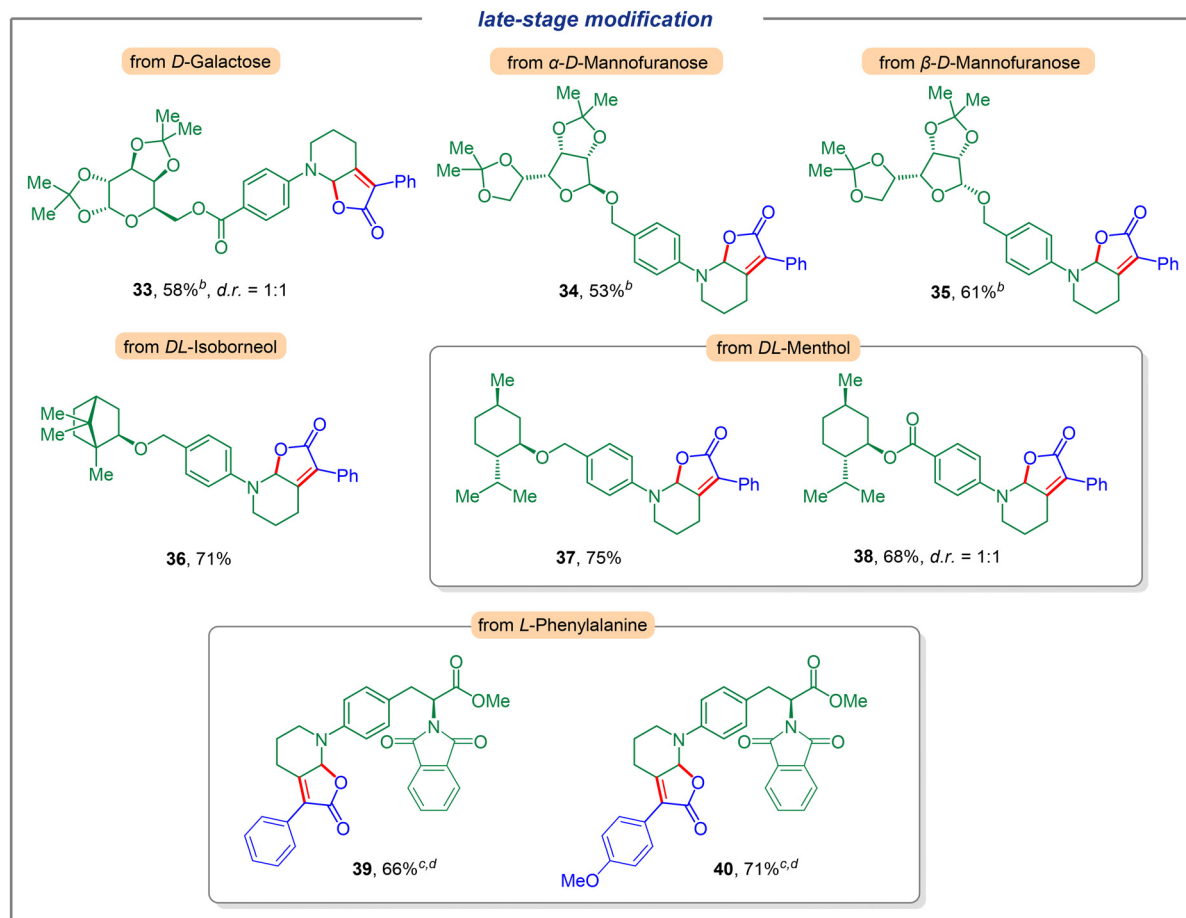 late-stage modification
from D-Galactose
from α-D-Mannofuranose
from β-D-Mannofuranose
Me
Me
O
O
O
O
Me
Me
O
O
O
N
O
O
Ph
33, 58%b, d.r. = 1:1
Me
Me
O
O
Me
Me
O
O
O
O
O
O
Ph
N
34, 53%b
Me
Me
O
O
Me
Me
O
O
O
O
O
O
Ph
N
35, 61%b
from DL-Isoborneol
from DL-Menthol
Me
Me
Me
O
O
O
Ph
N
36, 71%
Me
O
Me
Me
O
O
Ph
N
37, 75%
Me
O
O
Me
Me
O
O
Ph
N
38, 68%, d.r. = 1:1
from L-Phenylalanine
O
OMe
N
O
O
N
O
O
39, 66%c,d
O
OMe
N
O
O
N
O
O
MeO
40, 71%c,d